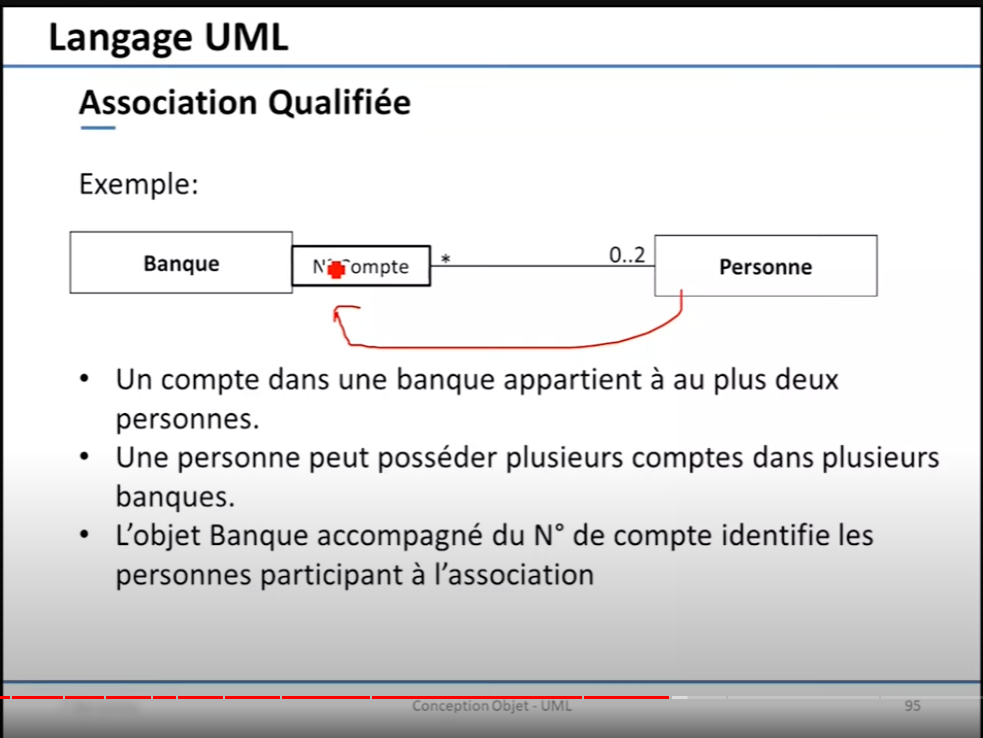 Langage UML
Association Qualifiée
Exemple:
Banque
N° Compte
*
0..2
Personne
• Un compte dans une banque appartient à au plus deux
personnes.
• Une personne peut posséder plusieurs comptes dans plusieurs
banques.
• L’objet Banque accompagné du N° de compte identifie les
personnes participant à l’association
Conception Objet - UML
95